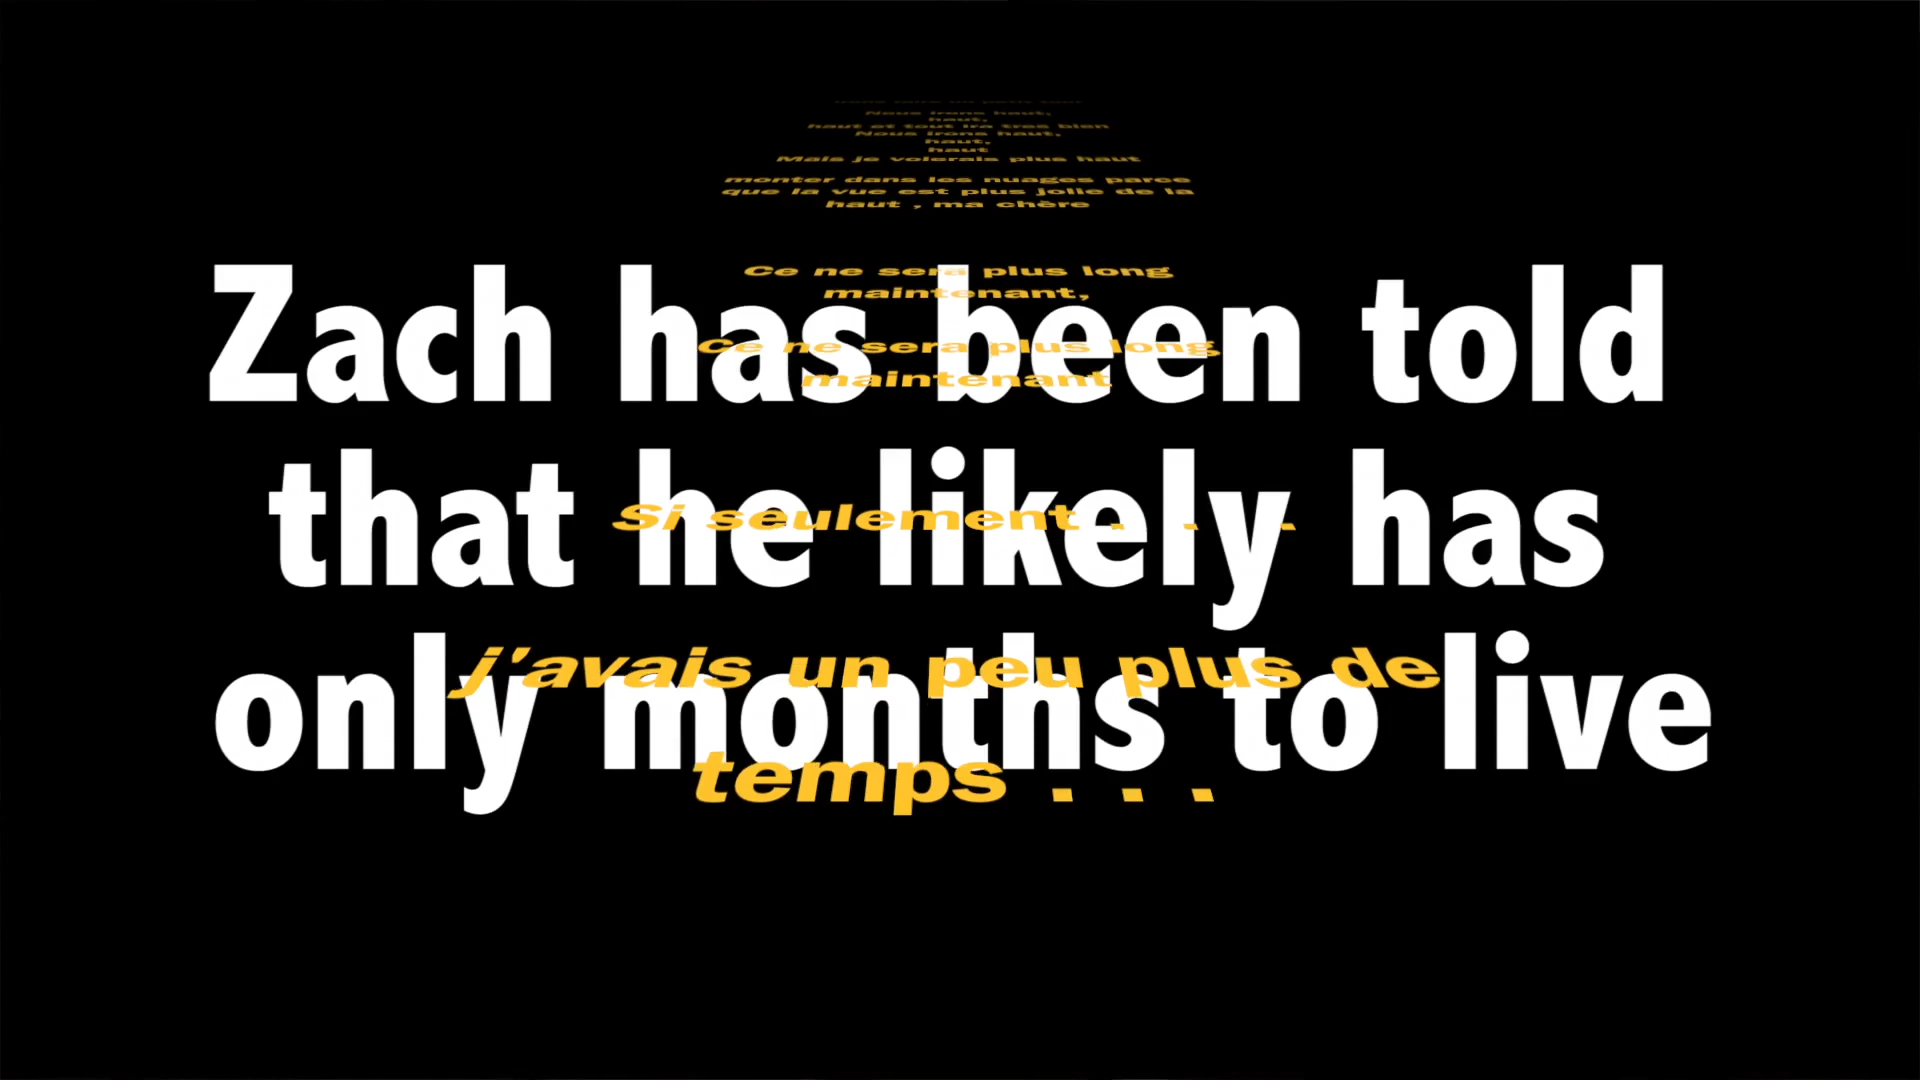 Nous irons haut,
haut,
haut et tout ira tres bien
Nous irons haut,
haut,
haut
Mais je volerais plus haut
monter dans les nuages parce
que la vue est plus jolie de la
haut , ma chère
Ce ne sera plus long
maintenant,
Ce ne sera plus long
maintenant
Si seulement . . .
j'avais un peu plus de
temps . . .
Zach has been told
that he likely has
only months to live